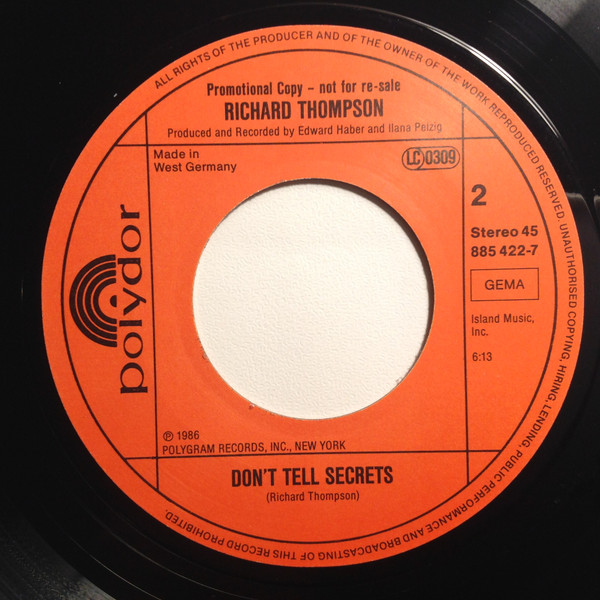 ALL RIGHTS OF THE PRODUCER AND OF THE OWNER OF THE WORK REPRODUCED RESERVED. UNAUTHORISED COPYING, HIRING, LENDING, PUBLIC PERFORMANCE AND BROADCASTING OF THIS RECORD PROHIBITED.
Promotional Copy - not for re-sale
RICHARD THOMPSON
Produced and Recorded by Edward Haber and Ilana Pelzig
Made in
West Germany
LC 0309
polydor
2
Stereo 45
885 422-7
GEMA
Island Music,
Inc.
6:13
℗ 1986
POLYGRAM RECORDS, INC., NEW YORK
DON'T TELL SECRETS
(Richard Thompson)